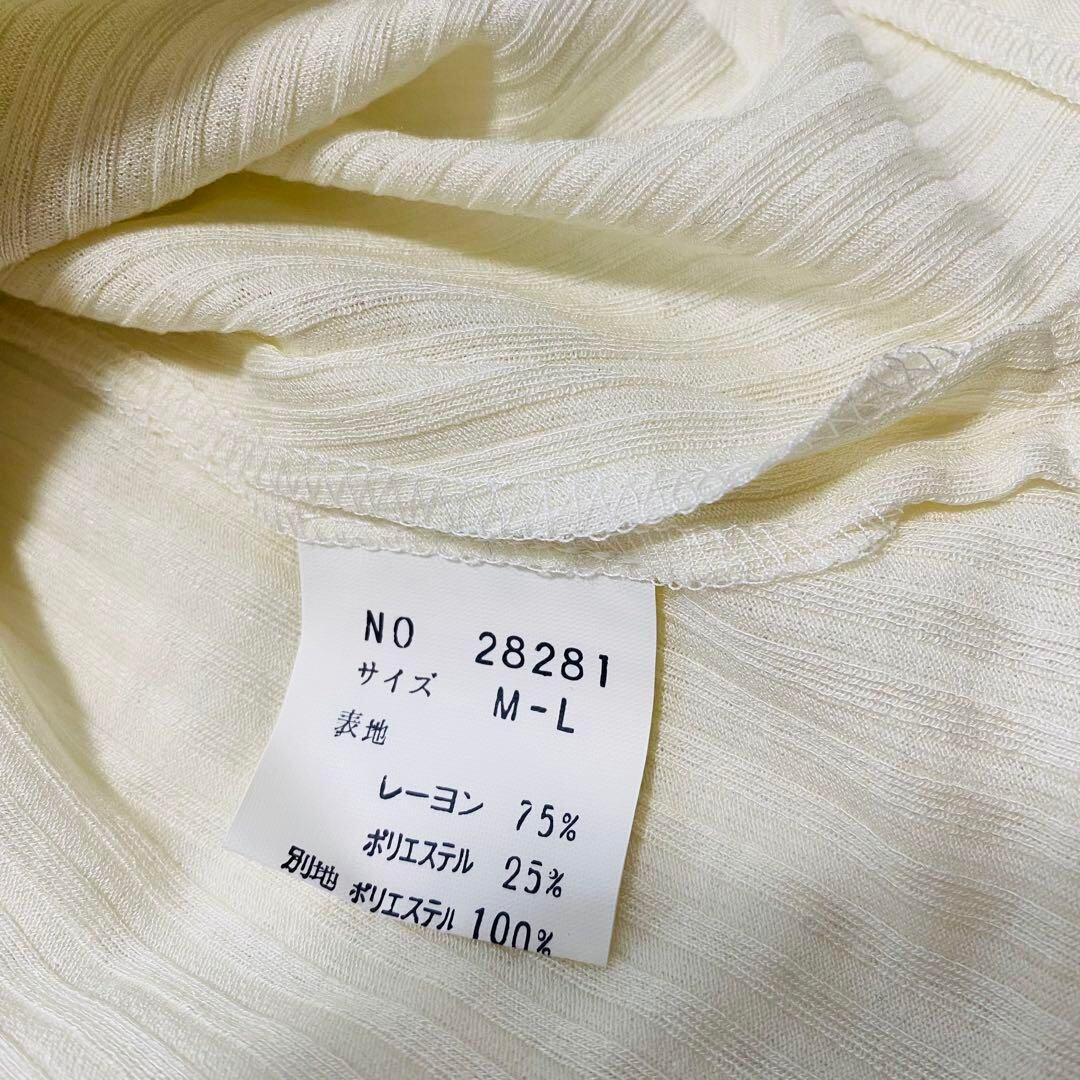 NO 28281
サイズ M-L
表地
レーヨン 75%
ポリエステル 25%
別地 ポリエステル 100%